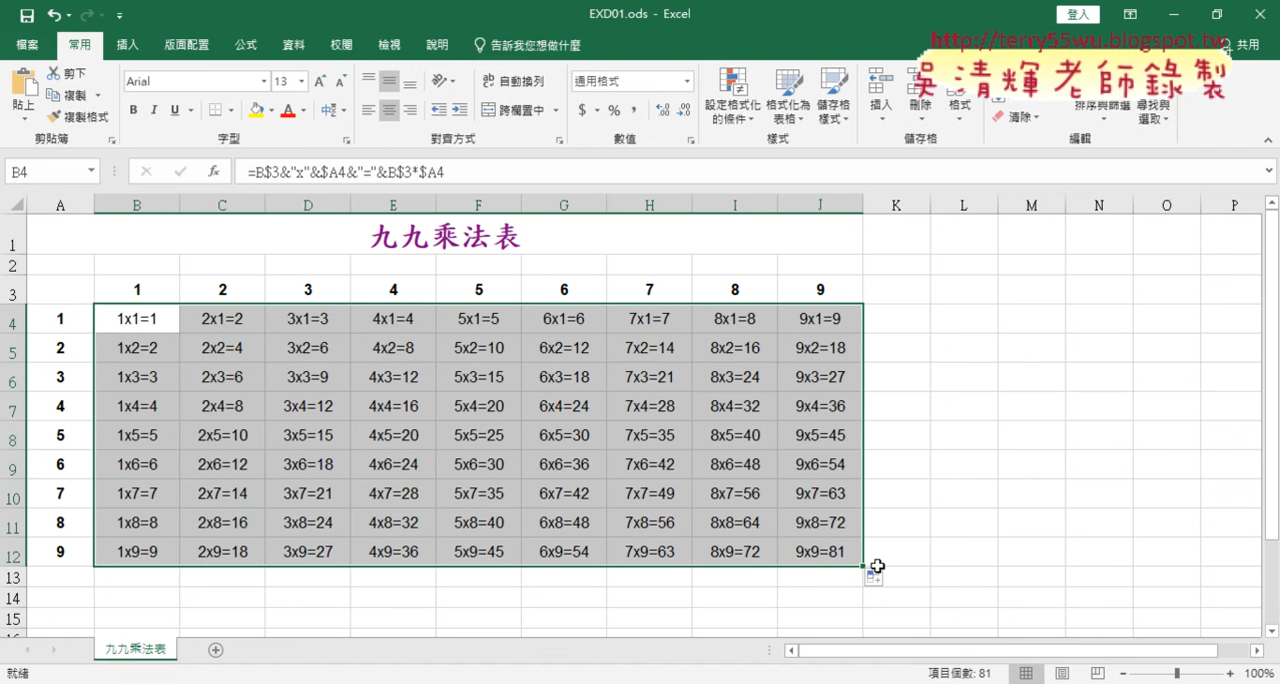 EXD01.ods - Excel
登入
檔案 常用 插入 版面配置 公式 資料 校閱 檢視 說明 告訴我您想做什麼 共用
http://terry55wu.blogspot.tw
吳清輝老師錄製
貼上 剪下 複製 複製格式 剪貼簿
Arial 13 B I U A 字型
自動換列 跨欄置中 對齊方式
通用格式 $ % , 數值
設定格式化的條件 格式化為表格 儲存格樣式 樣式
插入 刪除 格式 儲存格
清除 排序與篩選 尋找與選取 編輯
B4 fx =B$3&"x"&$A4&"="&B$3*$A4
A B C D E F G H I J K L M N O P
1 九九乘法表
2
3 1 2 3 4 5 6 7 8 9
4 1 1x1=1 2x1=2 3x1=3 4x1=4 5x1=5 6x1=6 7x1=7 8x1=8 9x1=9
5 2 1x2=2 2x2=4 3x2=6 4x2=8 5x2=10 6x2=12 7x2=14 8x2=16 9x2=18
6 3 1x3=3 2x3=6 3x3=9 4x3=12 5x3=15 6x3=18 7x3=21 8x3=24 9x3=27
7 4 1x4=4 2x4=8 3x4=12 4x4=16 5x4=20 6x4=24 7x4=28 8x4=32 9x4=36
8 5 1x5=5 2x5=10 3x5=15 4x5=20 5x5=25 6x5=30 7x5=35 8x5=40 9x5=45
9 6 1x6=6 2x6=12 3x6=18 4x6=24 5x6=30 6x6=36 7x6=42 8x6=48 9x6=54
10 7 1x7=7 2x7=14 3x7=21 4x7=28 5x7=35 6x7=42 7x7=49 8x7=56 9x7=63
11 8 1x8=8 2x8=16 3x8=24 4x8=32 5x8=40 6x8=48 7x8=56 8x8=64 9x8=72
12 9 1x9=9 2x9=18 3x9=27 4x9=36 5x9=45 6x9=54 7x9=63 8x9=72 9x9=81
13
14
15
九九乘法表
就緒 項目個數: 81 100%